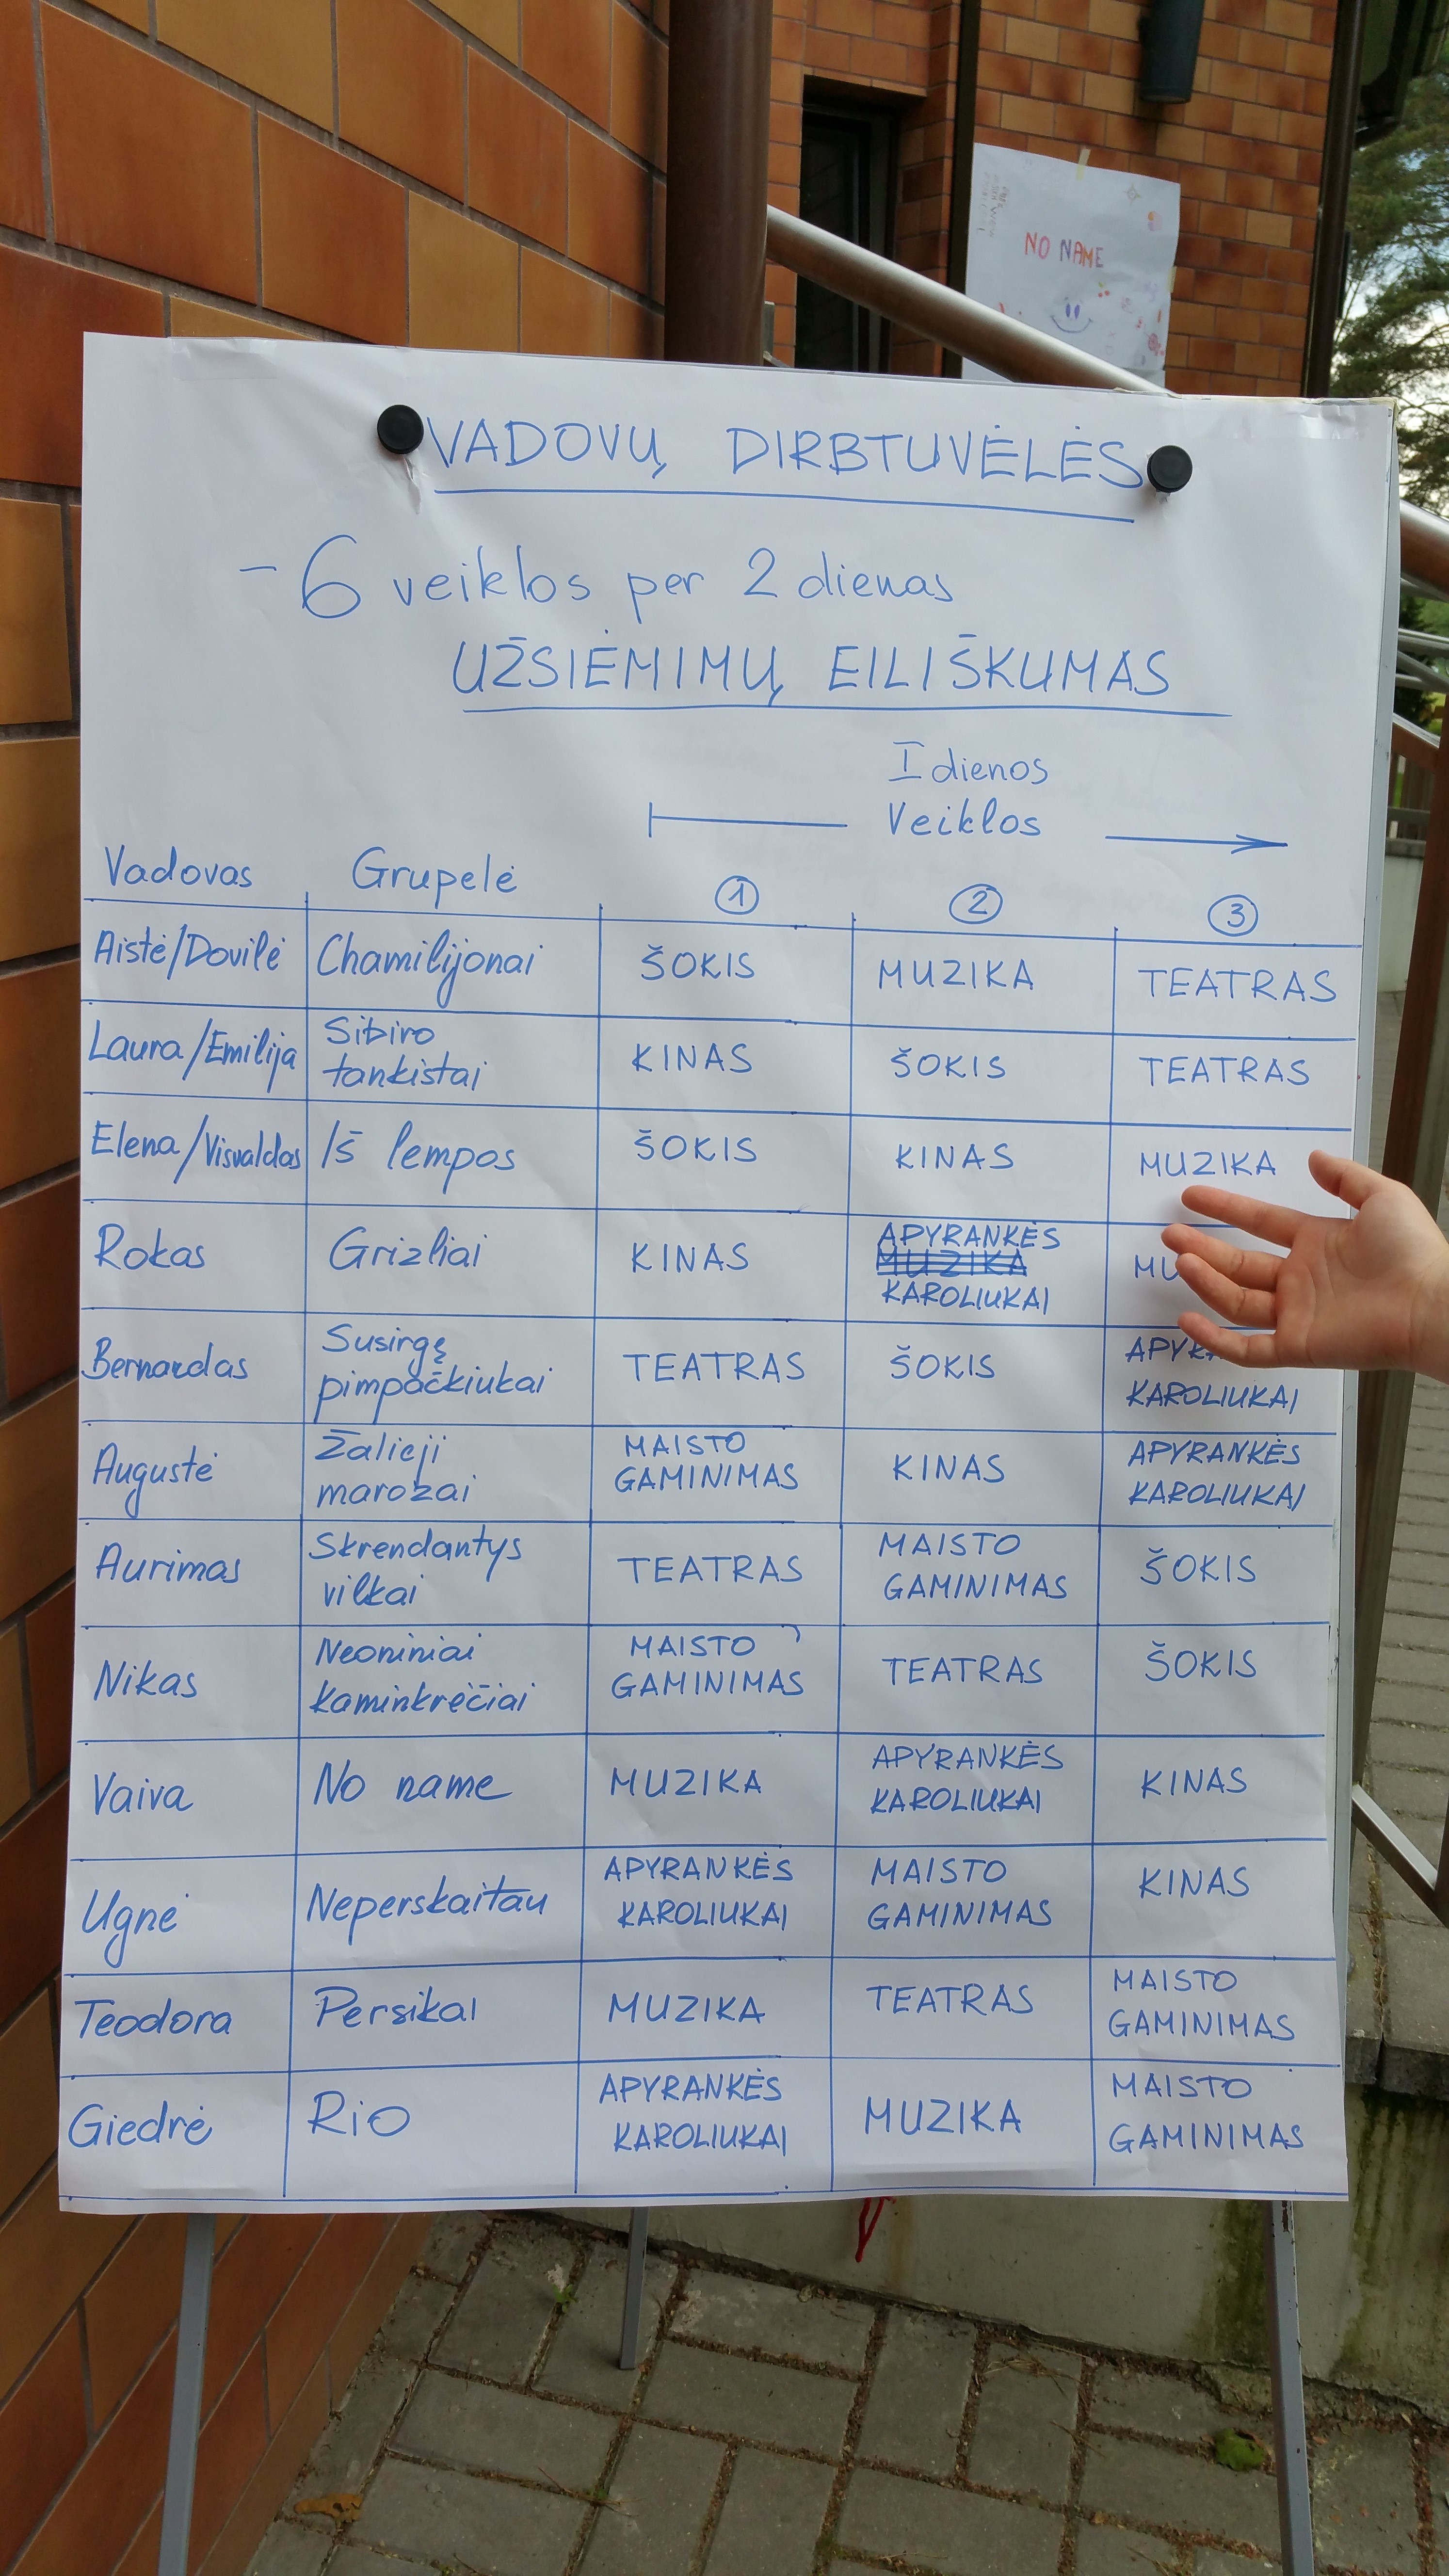 NO NAME
VADOVŲ DIRBTUVĖLĖS
- 6 veiklos per 2 dienas
UŽSIĖMIMŲ EILIŠKUMAS
I dienos
Veiklos
Vadovas Grupelė 1 2 3
Aistė/Dovilė Chamilijonai ŠOKIS MUZIKA TEATRAS
Laura/Emilija Sibiro tankistai KINAS ŠOKIS TEATRAS
Elena/Visvaldas Iš lempos ŠOKIS KINAS MUZIKA
Rokas Grizliai KINAS APYRANKĖS MUZIKA KAROLIUKAI
Bernardas Susirgę pimpačkiukai TEATRAS ŠOKIS KAROLIUKAI
Augustė Žalieji marozai MAISTO GAMINIMAS KINAS APYRANKĖS KAROLIUKAI
Aurimas Skrendantys vilkai TEATRAS MAISTO GAMINIMAS ŠOKIS
Nikas Neoniniai kaminkrėčiai MAISTO GAMINIMAS TEATRAS ŠOKIS
Vaiva No name MUZIKA APYRANKĖS KAROLIUKAI KINAS
Ugnė Neperskaitau APYRANKĖS KAROLIUKAI MAISTO GAMINIMAS KINAS
Teodora Persikai MUZIKA TEATRAS MAISTO GAMINIMAS
Giedrė Rio APYRANKĖS KAROLIUKAI MUZIKA MAISTO GAMINIMAS